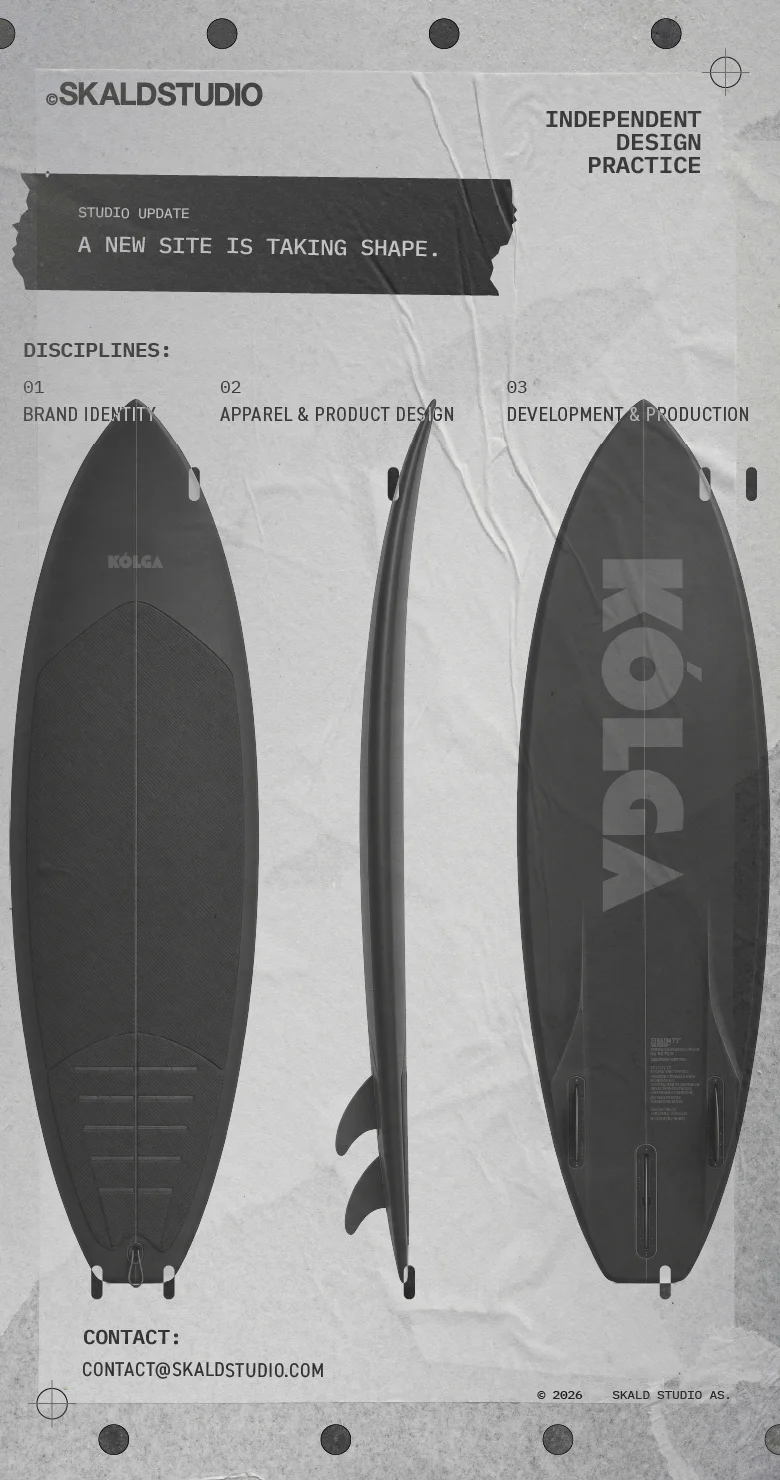 ©SKALDSTUDIO
INDEPENDENT
DESIGN
PRACTICE
STUDIO UPDATE
A NEW SITE IS TAKING SHAPE.
DISCIPLINES:
01
BRAND IDENTITY
02
APPAREL & PRODUCT DESIGN
03
DEVELOPMENT & PRODUCTION
KÓLGA
KÓLGA
CONTACT:
CONTACT@SKALDSTUDIO.COM
© 2026 SKALD STUDIO AS.